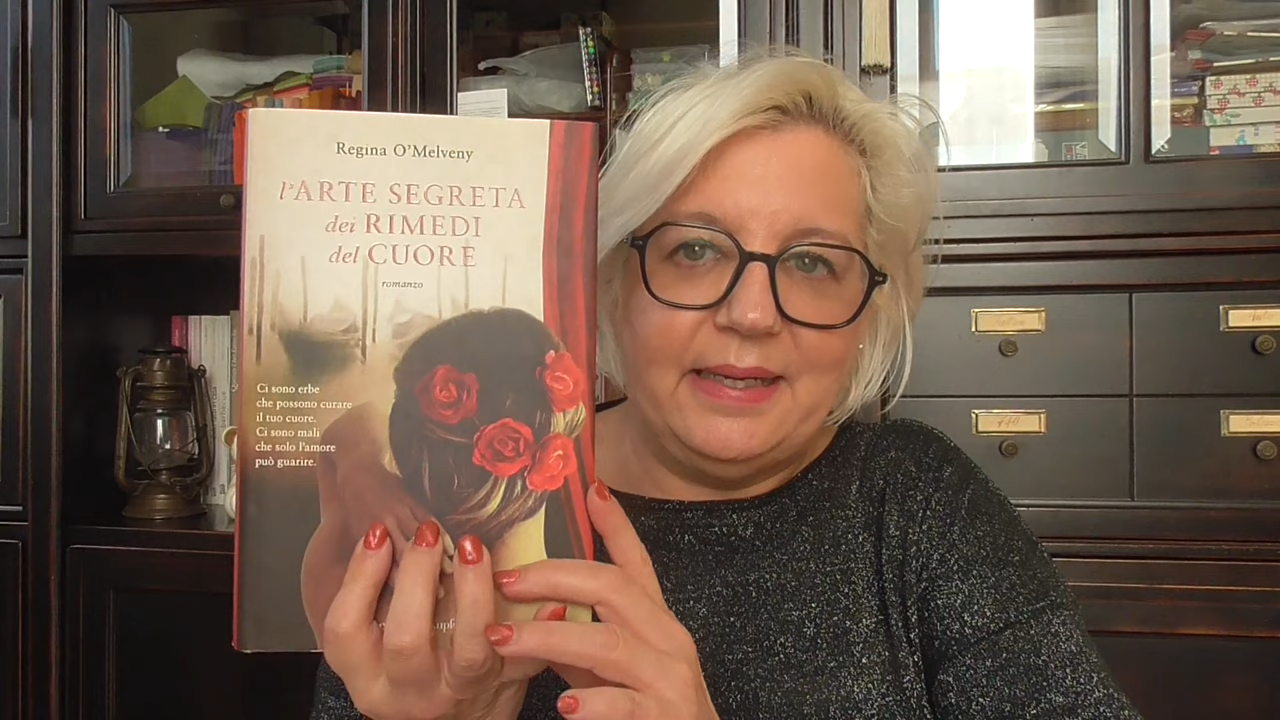 Regina O'Melveny
l'ARTE SEGRETA
dei RIMEDI
del CUORE
romanzo
Ci sono erbe
che possono curare
il tuo cuore.
Ci sono mali
che solo l'amore
può guarire.